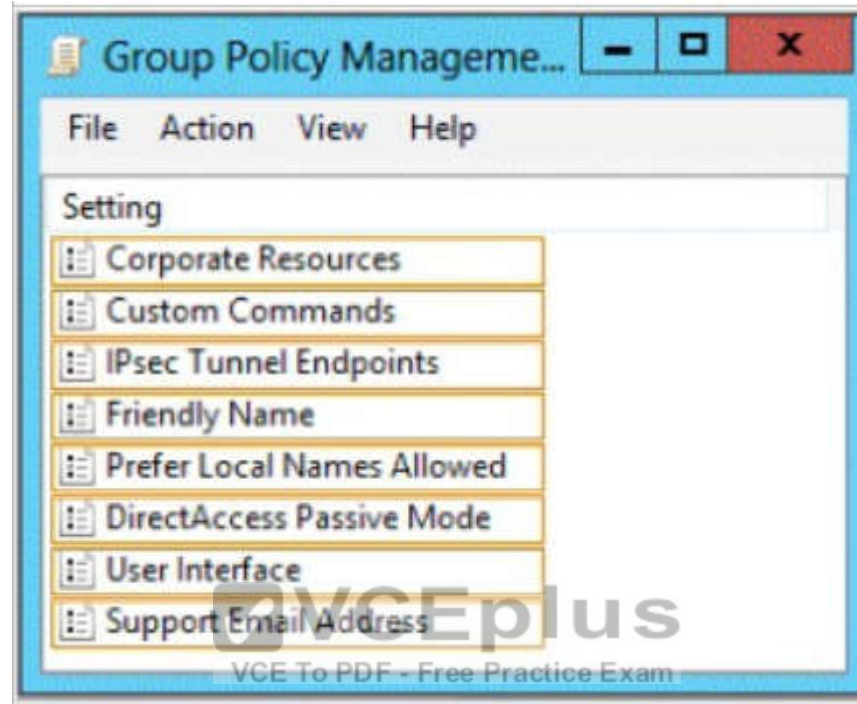 Group Policy Manageme...
File Action View Help
Setting
Corporate Resources
Custom Commands
IPsec Tunnel Endpoints
Friendly Name
Prefer Local Names Allowed
DirectAccess Passive Mode
User Interface
Support Email Address
VCEplus
VCE To PDF - Free Practice Exam